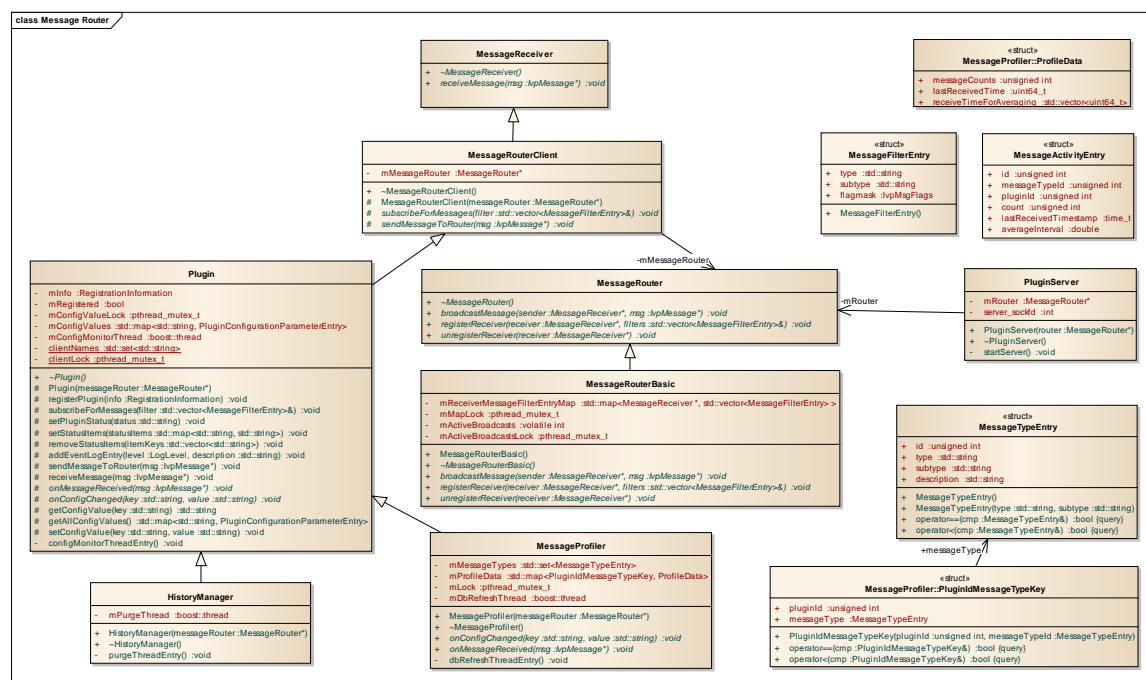 class Message Router
MessageReceiver
+ ~MessageReceiver()
+ receiveMessage(msg :IvpMessage*) :void
«struct»
MessageProfiler::ProfileData
+ messageCounts :unsigned int
+ lastReceivedTime :uint64_t
+ receiveTimeForAveraging :std::vector<uint64_t>
MessageRouterClient
- mMessageRouter :MessageRouter*
+ ~MessageRouterClient()
# MessageRouterClient(messageRouter :MessageRouter*)
# subscribeForMessages(filter :std::vector<MessageFilterEntry>&) :void
# sendMessageToRouter(msg :IvpMessage*) :void
«struct»
MessageFilterEntry
+ type :std::string
+ subtype :std::string
+ flagmask :IvpMsgFlags
+ MessageFilterEntry()
«struct»
MessageActivityEntry
+ id :unsigned int
+ messageTypeId :unsigned int
+ pluginId :unsigned int
+ count :unsigned int
+ lastReceivedTimestamp :time_t
+ averageInterval :double
-mMessageRouter
Plugin
- mInfo :RegistrationInformation
- mRegistered :bool
- mConfigValueLock :pthread_mutex_t
- mConfigValues :std::map<std::string, PluginConfigurationParameterEntry>
- mConfigMonitorThread :boost::thread
- clientNames :std::set<std::string>
- clientLock :pthread_mutex_t
+ ~Plugin()
# Plugin(messageRouter :MessageRouter*)
# registerPlugin(info :RegistrationInformation) :void
# subscribeForMessages(filter :std::vector<MessageFilterEntry>&) :void
# setPluginStatus(status :std::string) :void
# setStatusItems(statusItems :std::map<std::string, std::string>) :void
# removeStatusItems(itemKeys :std::vector<std::string>) :void
# addEventLogEntry(level :LogLevel, description :std::string) :void
# sendMessageToRouter(msg :IvpMessage*) :void
# receiveMessage(msg :IvpMessage*) :void
# onMessageReceived(msg :IvpMessage*) :void
# onConfigChanged(key :std::string, value :std::string) :void
# getConfigValue(key :std::string) :std::string
# getAllConfigValues() :std::map<std::string, PluginConfigurationParameterEntry>
# setConfigValue(key :std::string, value :std::string) :void
- configMonitorThreadEntry() :void
MessageRouter
+ ~MessageRouter()
+ broadcastMessage(sender :MessageReceiver*, msg :IvpMessage*) :void
+ registerReceiver(receiver :MessageReceiver*, filters :std::vector<MessageFilterEntry>&) :void
+ unregisterReceiver(receiver :MessageReceiver*) :void
-mRouter
PluginServer
- mRouter :MessageRouter*
- server_sockfd :int
+ PluginServer(router :MessageRouter*)
+ ~PluginServer()
- startServer() :void
MessageRouterBasic
- mReceiverMessageFilterEntryMap :std::map<MessageReceiver *, std::vector<MessageFilterEntry> >
- mMapLock :pthread_mutex_t
- mActiveBroadcasts :volatile int
- mActiveBroadcastsLock :pthread_mutex_t
+ MessageRouterBasic()
+ ~MessageRouterBasic()
+ broadcastMessage(sender :MessageReceiver*, msg :IvpMessage*) :void
+ registerReceiver(receiver :MessageReceiver*, filters :std::vector<MessageFilterEntry>&) :void
+ unregisterReceiver(receiver :MessageReceiver*) :void
«struct»
MessageTypeEntry
+ id :unsigned int
+ type :std::string
+ subtype :std::string
+ description :std::string
+ MessageTypeEntry()
+ MessageTypeEntry(type :std::string, subtype :std::string)
+ operator==(cmp :MessageTypeEntry&) :bool {query}
+ operator<(cmp :MessageTypeEntry&) :bool {query}
+messageType
HistoryManager
- mPurgeThread :boost::thread
+ HistoryManager(messageRouter :MessageRouter*)
+ ~HistoryManager()
- purgeThreadEntry() :void
MessageProfiler
- mMessageTypes :std::set<MessageTypeEntry>
- mProfileData :std::map<PluginIdMessageTypeKey, ProfileData>
- mLock :pthread_mutex_t
- mDbRefreshThread :boost::thread
+ MessageProfiler(messageRouter :MessageRouter*)
+ ~MessageProfiler()
+ onConfigChanged(key :std::string, value :std::string) :void
+ onMessageReceived(msg :IvpMessage*) :void
- dbRefreshThreadEntry() :void
«struct»
MessageProfiler::PluginIdMessageTypeKey
+ pluginId :unsigned int
+ messageType :MessageTypeEntry
+ PluginIdMessageTypeKey(pluginId :unsigned int, messageTypeId :MessageTypeEntry)
+ operator==(cmp :PluginIdMessageTypeKey&) :bool {query}
+ operator<(cmp :PluginIdMessageTypeKey&) :bool {query}